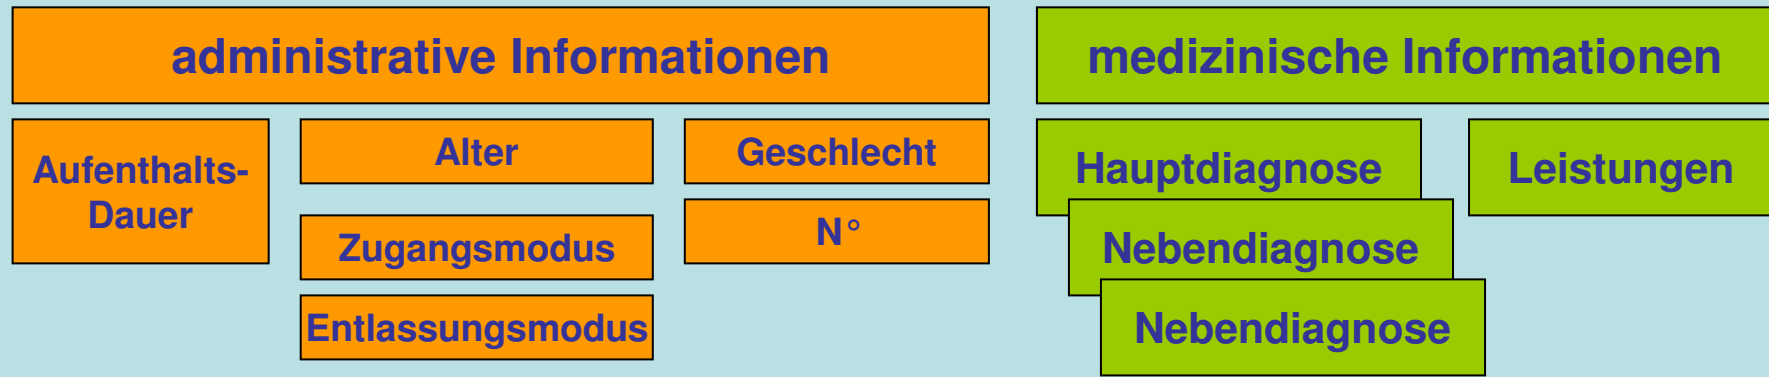 administrative Informationen
Aufenthalts-
Dauer
Alter
Zugangsmodus
Entlassungsmodus
Geschlecht
N°
medizinische Informationen
Hauptdiagnose
Nebendiagnose
Nebendiagnose
Leistungen